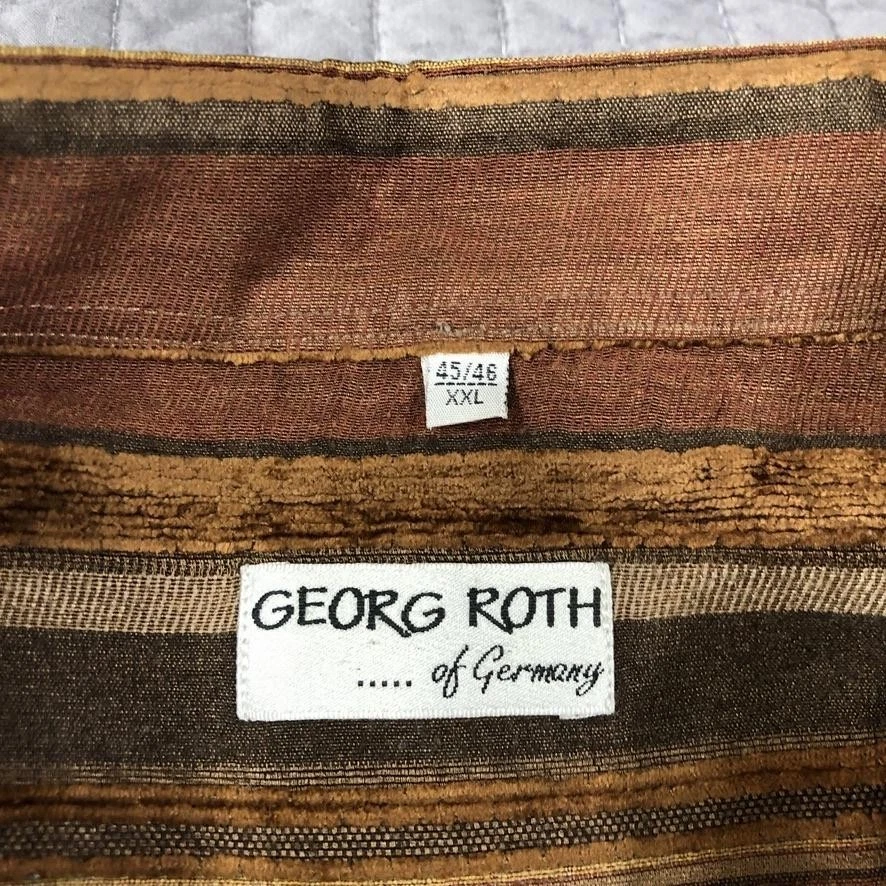 45/46
XXL
GEORG ROTH
..... of Germany